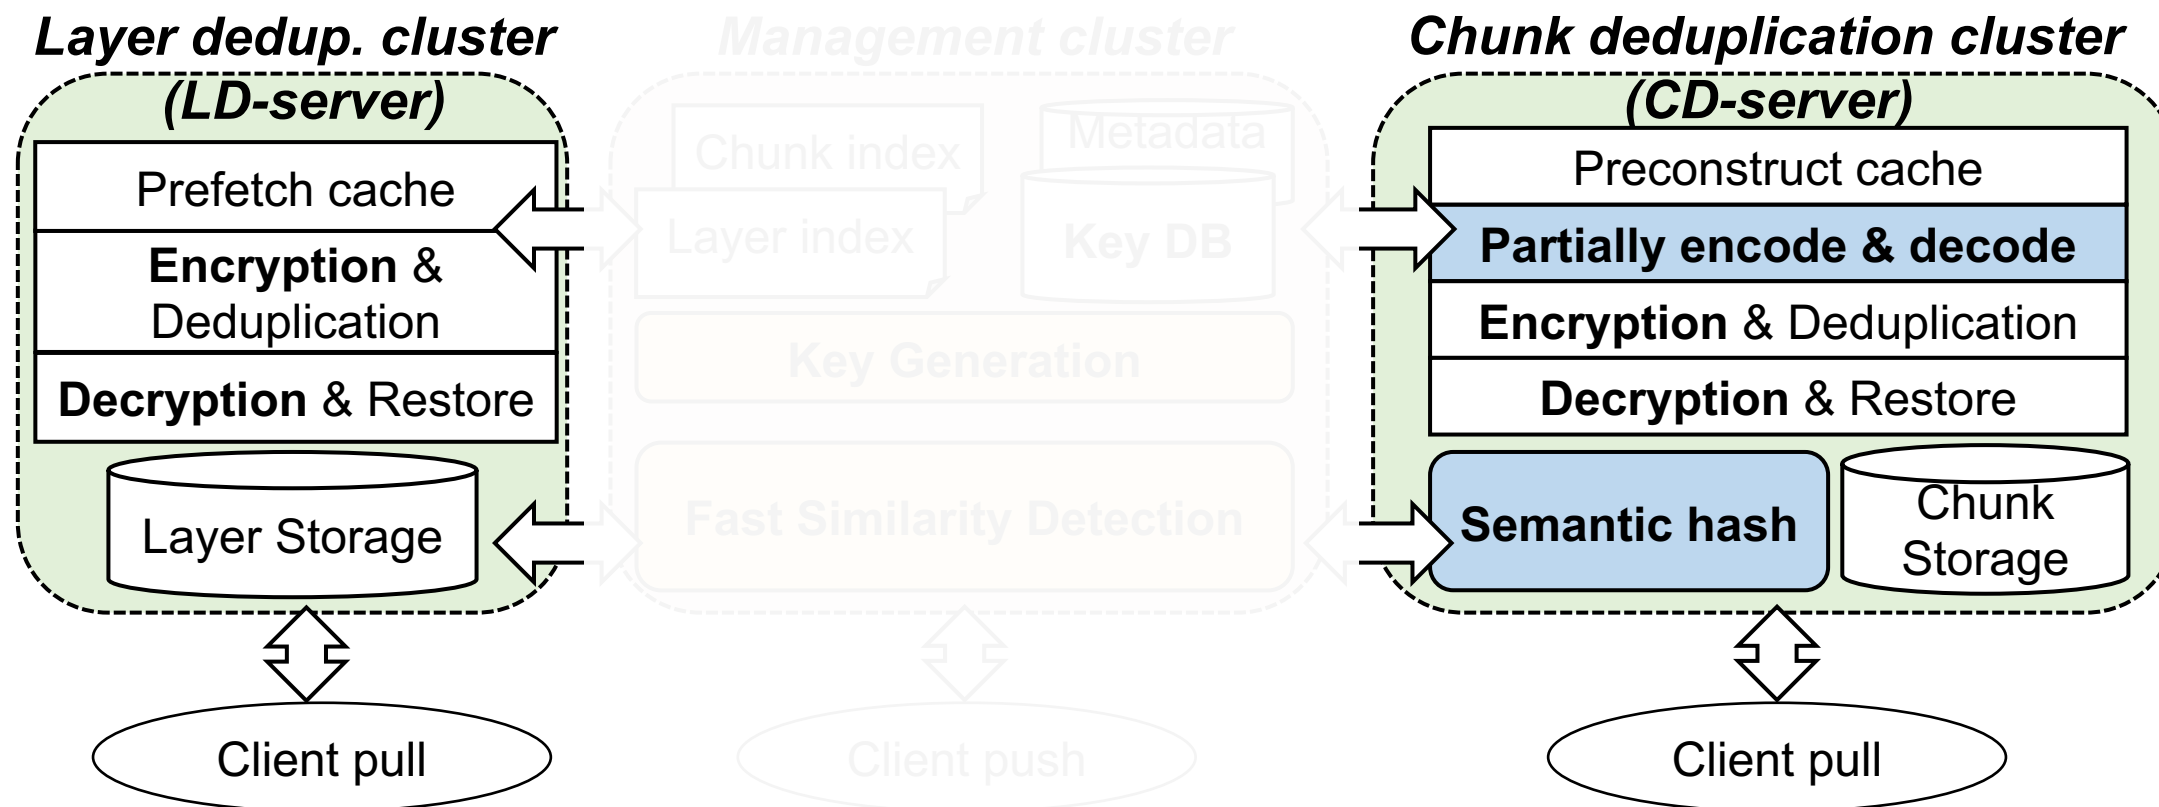 Layer dedup. cluster
(LD-server)
Prefetch cache
Encryption &
Deduplication
Decryption & Restore
Layer Storage
Client pull
Management cluster
Chunk index
Layer index
Metadata
Key DB
Key Generation
Fast Similarity Detection
Client push
Chunk deduplication cluster
(CD-server)
Preconstruct cache
Partially encode & decode
Encryption & Deduplication
Decryption & Restore
Semantic hash
Chunk
Storage
Client pull